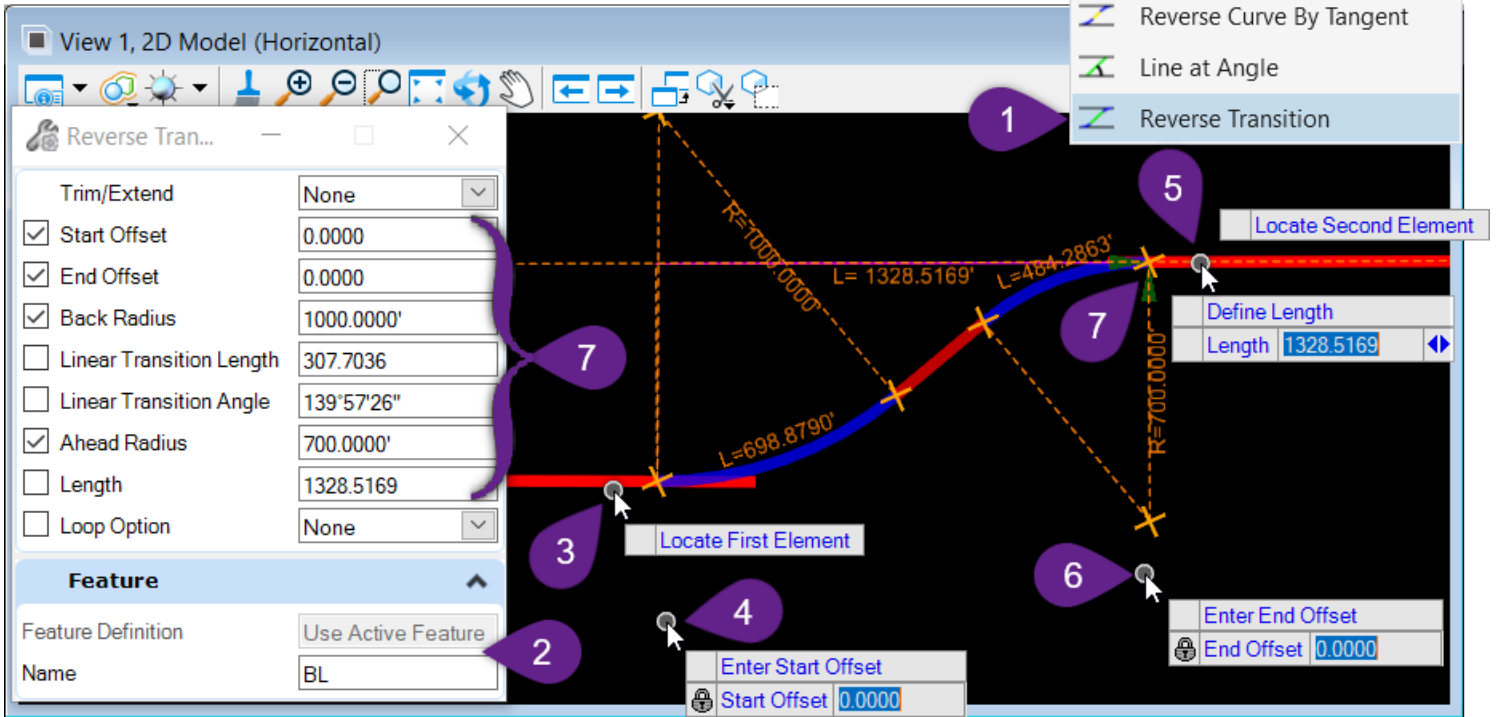 View 1, 2D Model (Horizontal)
Reverse Curve By Tangent
Line at Angle
1
Reverse Transition
Reverse Tran...
Trim/Extend None
Start Offset 0.0000
End Offset 0.0000
Back Radius 1000.0000'
Linear Transition Length 307.7036
Linear Transition Angle 139°57'26"
Ahead Radius 700.0000'
Length 1328.5169
Loop Option None
7
Feature
Feature Definition Use Active Feature
Name BL
2
R=1000.0000'
L= 1328.5169'
L=484.2863'
L=698.8790'
R=700.0000'
5
Locate Second Element
7
Define Length
Length 1328.5169
3
Locate First Element
4
Enter Start Offset
Start Offset 0.0000
6
Enter End Offset
End Offset 0.0000